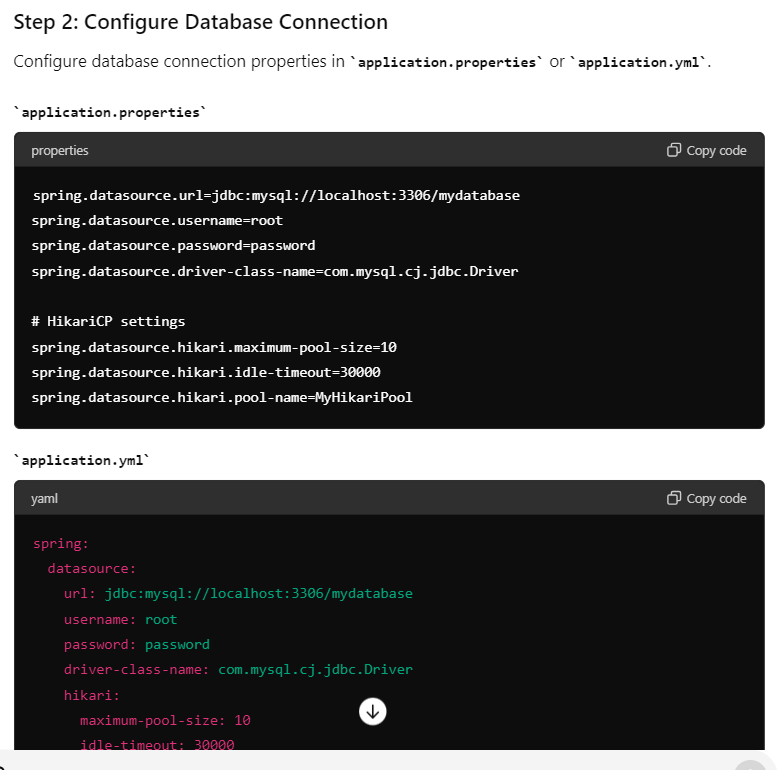 Step 2: Configure Database Connection
Configure database connection properties in `application.properties` or `application.yml`.
`application.properties`
properties
Copy code
spring.datasource.url=jdbc:mysql://localhost:3306/mydatabase
spring.datasource.username=root
spring.datasource.password=password
spring.datasource.driver-class-name=com.mysql.cj.jdbc.Driver
# HikariCP settings
spring.datasource.hikari.maximum-pool-size=10
spring.datasource.hikari.idle-timeout=30000
spring.datasource.hikari.pool-name=MyHikariPool
`application.yml`
yaml
Copy code
spring:
datasource:
url: jdbc:mysql://localhost:3306/mydatabase
username: root
password: password
driver-class-name: com.mysql.cj.jdbc.Driver
hikari:
maximum-pool-size: 10
idle-timeout: 30000